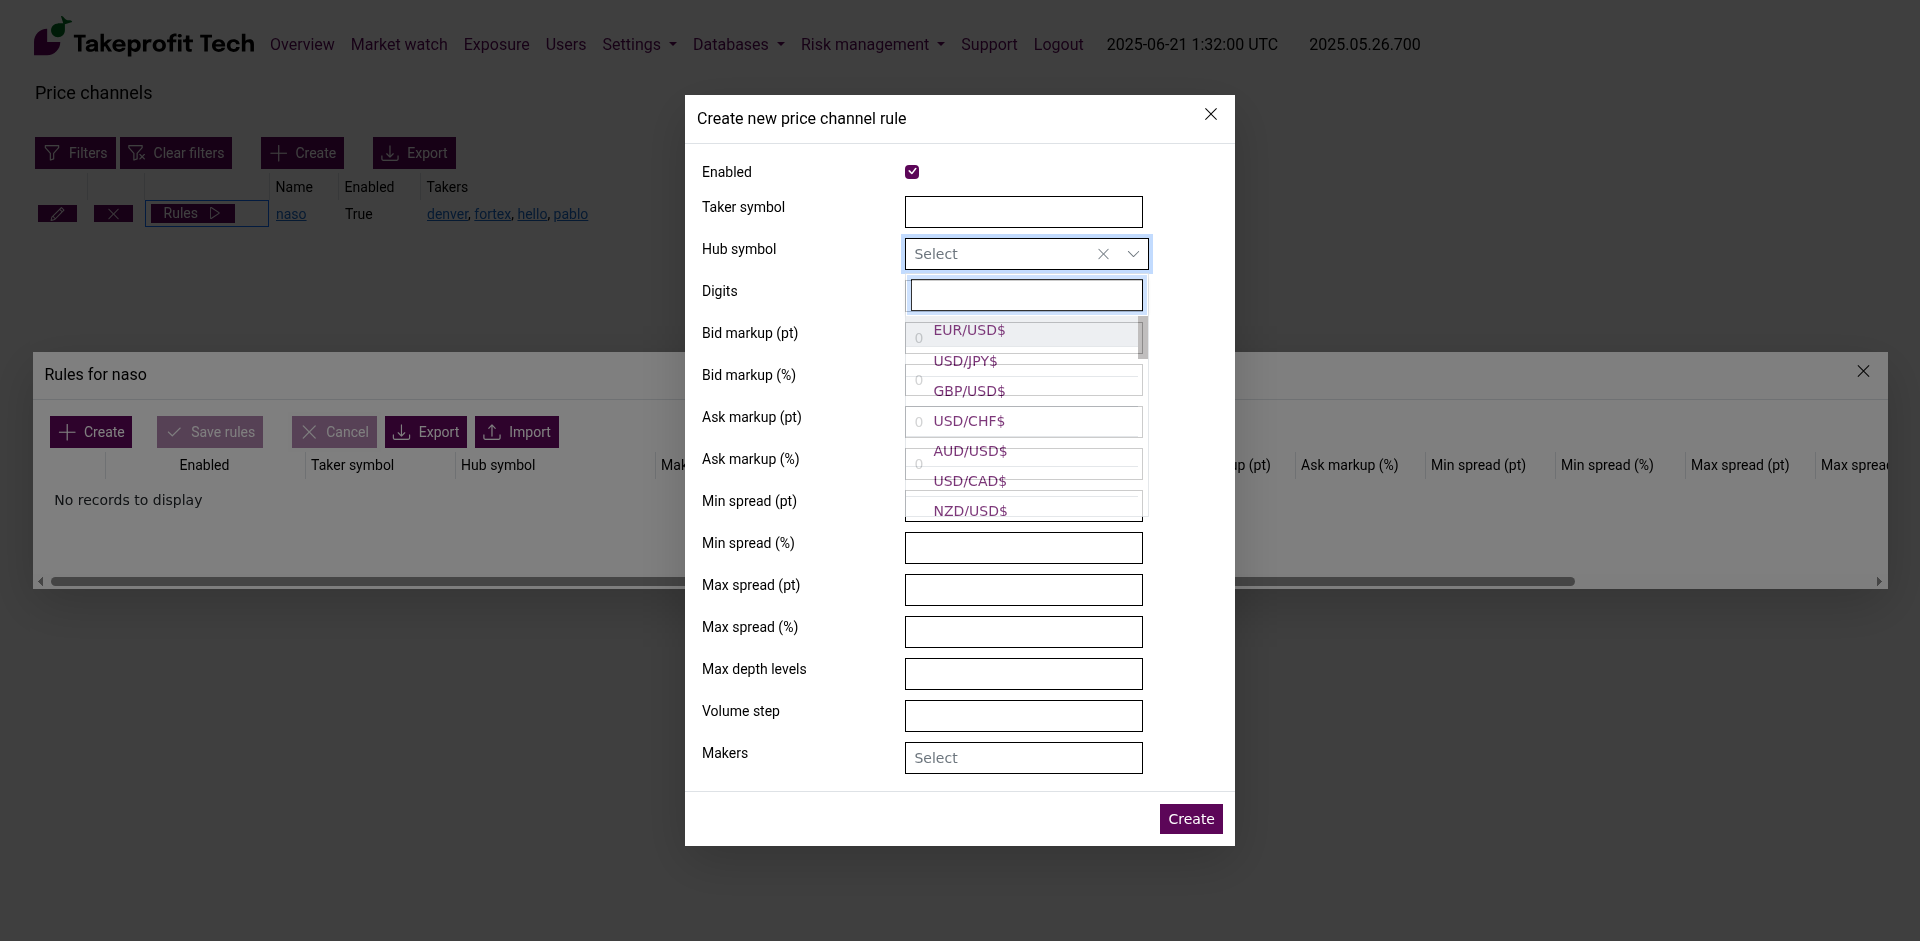 Takeprofit Tech Overview Market watch Exposure Users Settings Databases Risk management Support Logout 2025-06-21 1:32:00 UTC 2025.05.26.700
Price channels
Filters Clear filters Create Export
Name Enabled Takers
Rules naso True denver, fortex, hello, pablo
Create new price channel rule
Enabled
Taker symbol
Hub symbol Select
Digits
Bid markup (pt) 0
Bid markup (%) 0
Ask markup (pt) 0
Ask markup (%) 0
Min spread (pt)
Min spread (%)
Max spread (pt)
Max spread (%)
Max depth levels
Volume step
Makers Select
EUR/USD$
USD/JPY$
GBP/USD$
USD/CHF$
AUD/USD$
USD/CAD$
NZD/USD$
Create
Rules for naso
Create Save rules Cancel Export Import
Enabled Taker symbol Hub symbol Mak up (pt) Ask markup (%) Min spread (pt) Min spread (%) Max spread (pt) Max sprea
No records to display